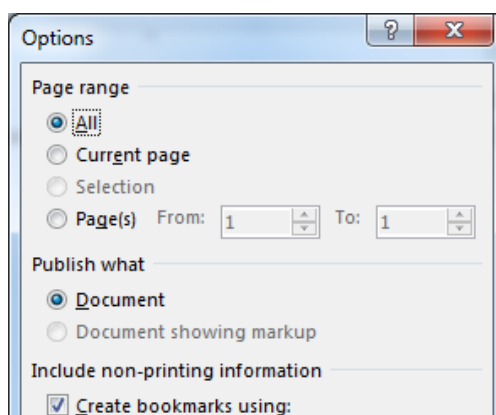 Options
Page range
All
Current page
Selection
Page(s) From: 1 To: 1
Publish what
Document
Document showing markup
Include non-printing information
Create bookmarks using: